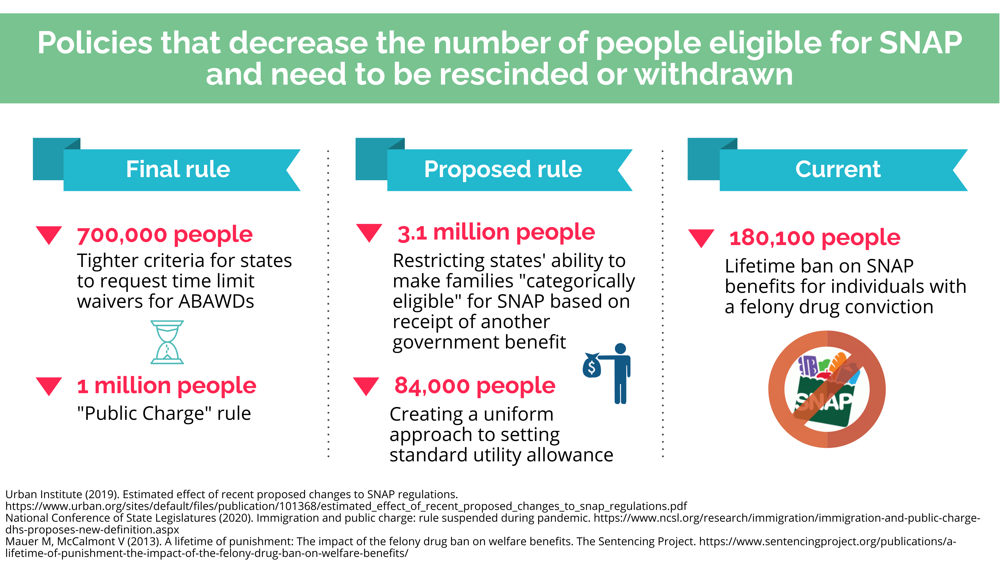 Policies that decrease the number of people eligible for SNAP
and need to be rescinded or withdrawn
Final rule
700,000 people
Tighter criteria for states
to request time limit
waivers for ABAWDs
1 million people
"Public Charge" rule
Proposed rule
3.1 million people
Restricting states' ability to
make families "categorically
eligible" for SNAP based on
receipt of another
government benefit
$
84,000 people
Creating a uniform
approach to setting
standard utility allowance
Current
180,100 people
Lifetime ban on SNAP
benefits for individuals with
a felony drug conviction
SNAP
Urban Institute (2019). Estimated effect of recent proposed changes to SNAP regulations.
https://www.urban.org/sites/default/files/publication/101368/estimated_effect_of_recent_proposed_changes_to_snap_regulations.pdf
National Conference of State Legislatures (2020). Immigration and public charge: rule suspended during pandemic. https://www.ncsl.org/research/immigration/immigration-and-public-charge-
dhs-proposes-new-definition.aspx
Mauer M, McCalmont V (2013). A lifetime of punishment: The impact of the felony drug ban on welfare benefits. The Sentencing Project. https://www.sentencingproject.org/publications/a-
lifetime-of-punishment-the-impact-of-the-felony-drug-ban-on-welfare-benefits/